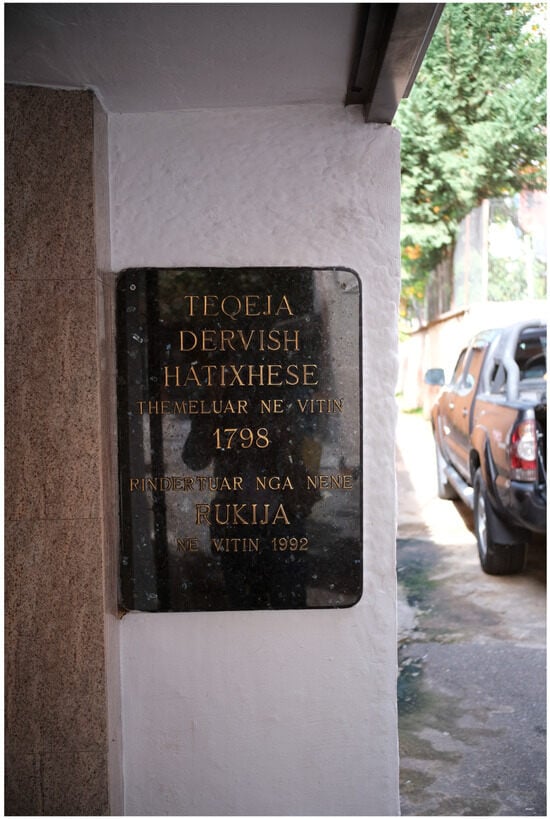 TEQEJA
DERVISH
HATIXHESE
THEMELUAR NE VITIN
1798
RINDERTUAR NGA NENE
RUKIJA
NE VITIN 1992